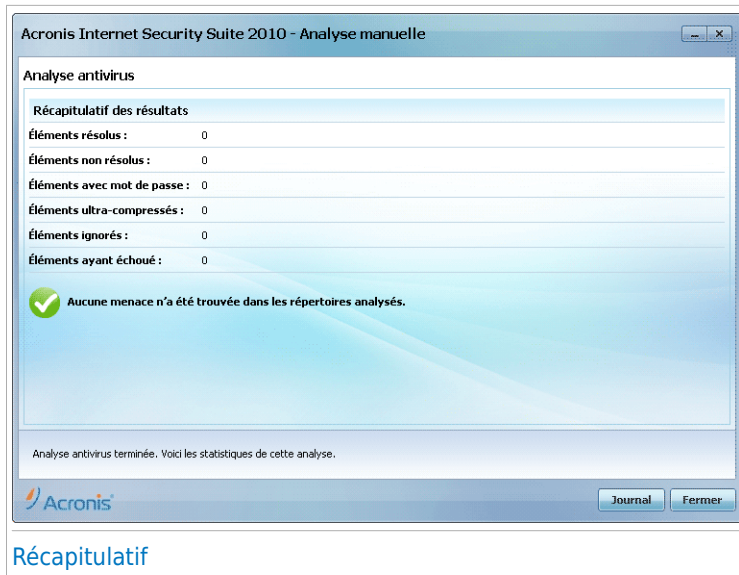 Acronis Internet Security Suite 2010 - Analyse manuelle
Analyse antivirus
Récapitulatif des résultats
Éléments résolus : 0
Éléments non résolus : 0
Éléments avec mot de passe : 0
Éléments ultra-compressés : 0
Éléments ignorés : 0
Éléments ayant échoué : 0
Aucune menace n'a été trouvée dans les répertoires analysés.
Analyse antivirus terminée. Voici les statistiques de cette analyse.
Acronis
Journal Fermer
Récapitulatif